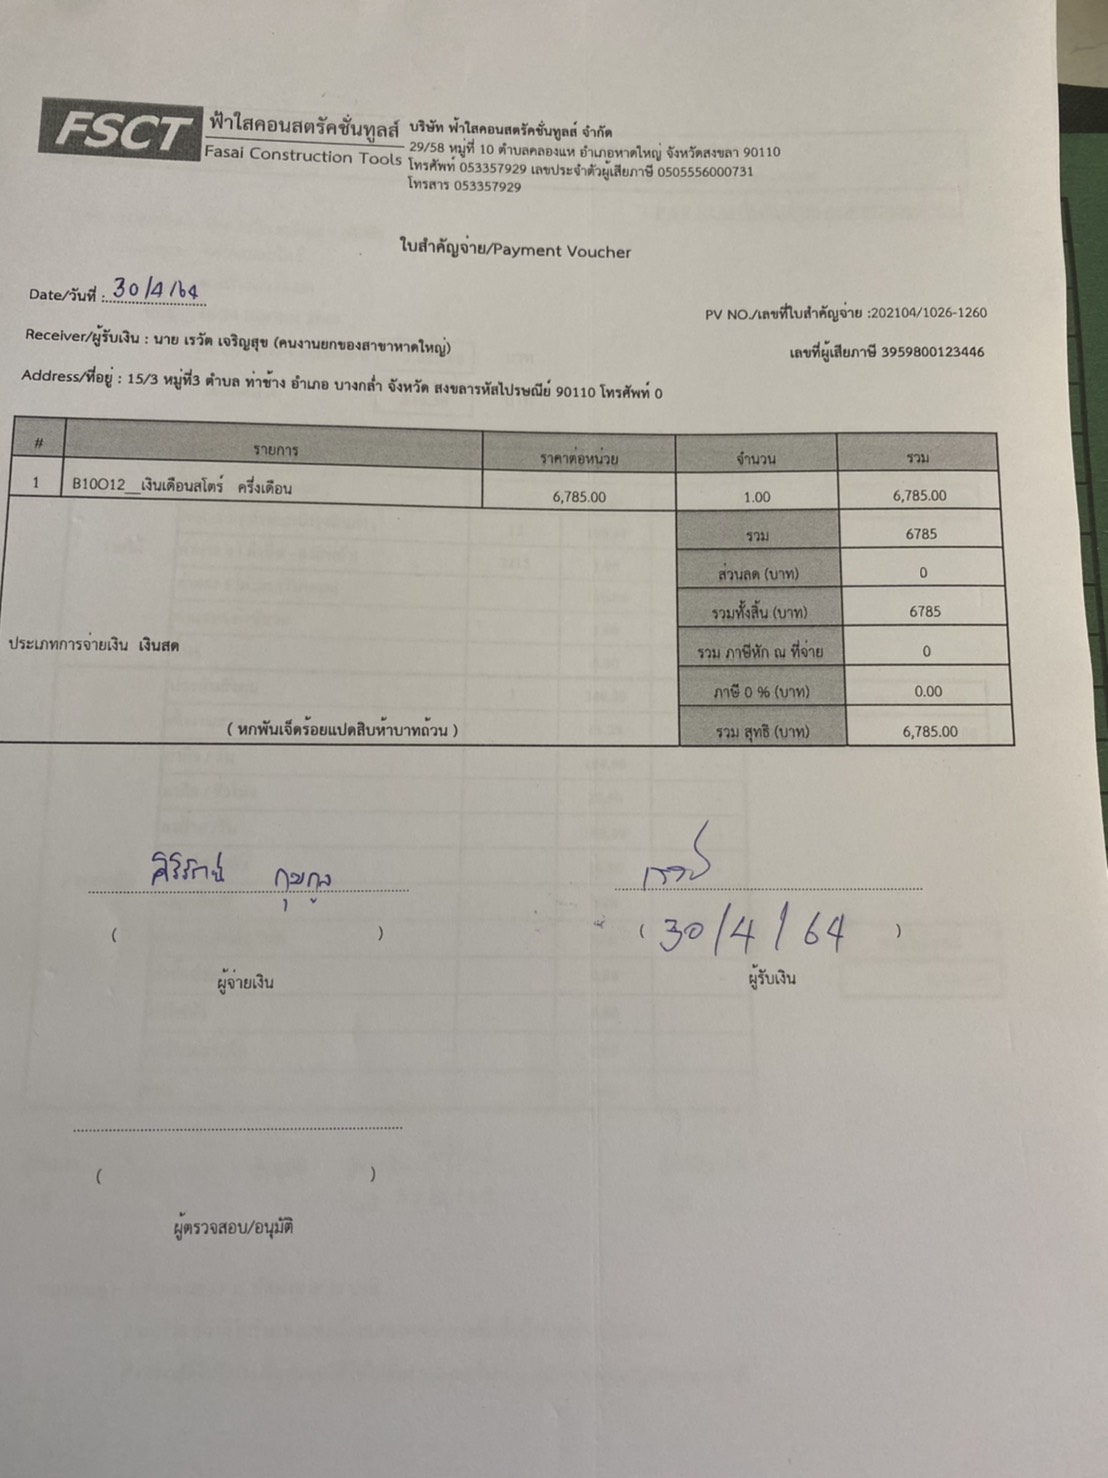 FSCT
ฟ้าใสคอนสตรัคชั่นทูลส์
Fasai Construction Tools
บริษัท ฟ้าใสคอนสตรัคชั่นทูลส์ จำกัด
29/58 หมู่ที่ 10 ตำบลคลองแห อำเภอหาดใหญ่ จังหวัดสงขลา 90110
โทรศัพท์ 053357929 เลขประจำตัวผู้เสียภาษี 0505556000731
โทรสาร 053357929
ใบสำคัญจ่าย/Payment Voucher
Date/วันที่ : 30/4/64
PV NO./เลขที่ใบสำคัญจ่าย :202104/1026-1260
Receiver/ผู้รับเงิน : นาย เรวัต เจริญสุข (คนงานยกของสาขาหาดใหญ่)
เลขที่ผู้เสียภาษี 3959800123446
Address/ที่อยู่ : 15/3 หมู่ที่3 ตำบล ท่าช้าง อำเภอ บางกล่ำ จังหวัด สงขลารหัสไปรษณีย์ 90110 โทรศัพท์ 0
# รายการ ราคาต่อหน่วย จำนวน รวม
1 B10O12__เงินเดือนสโตร์ ครึ่งเดือน 6,785.00 1.00 6,785.00
รวม 6785
ส่วนลด (บาท) 0
รวมทั้งสิ้น (บาท) 6785
ประเภทการจ่ายเงิน เงินสด
รวม ภาษีหัก ณ ที่จ่าย 0
ภาษี 0 % (บาท) 0.00
( หกพันเจ็ดร้อยแปดสิบห้าบาทถ้วน ) รวม สุทธิ (บาท) 6,785.00
เรวัต
( ) ( 30/4/64 )
ผู้จ่ายเงิน ผู้รับเงิน
( )
ผู้ตรวจสอบ/อนุมัติ